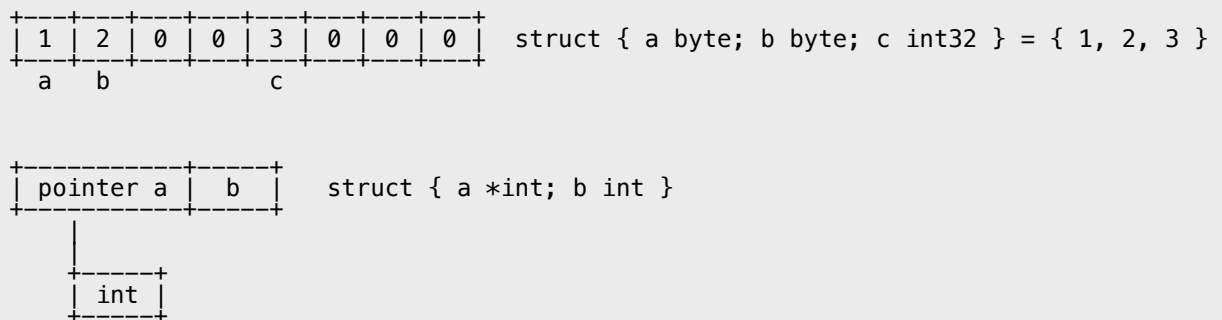 +---+---+---+---+---+---+---+---+
| 1 | 2 | 0 | 0 | 3 | 0 | 0 | 0 |  struct { a byte; b byte; c int32 } = { 1, 2, 3 }
+---+---+---+---+---+---+---+---+
  a   b           c
+-----------+-----+
| pointer a |  b  |   struct { a *int; b int }
+-----------+-----+
    |
    |
    +-----+
    | int |
    +-----+